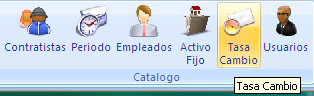 Contratistas Periodo Empleados Activo Fijo Tasa Cambio Usuarios
Catalogo
Tasa Cambio